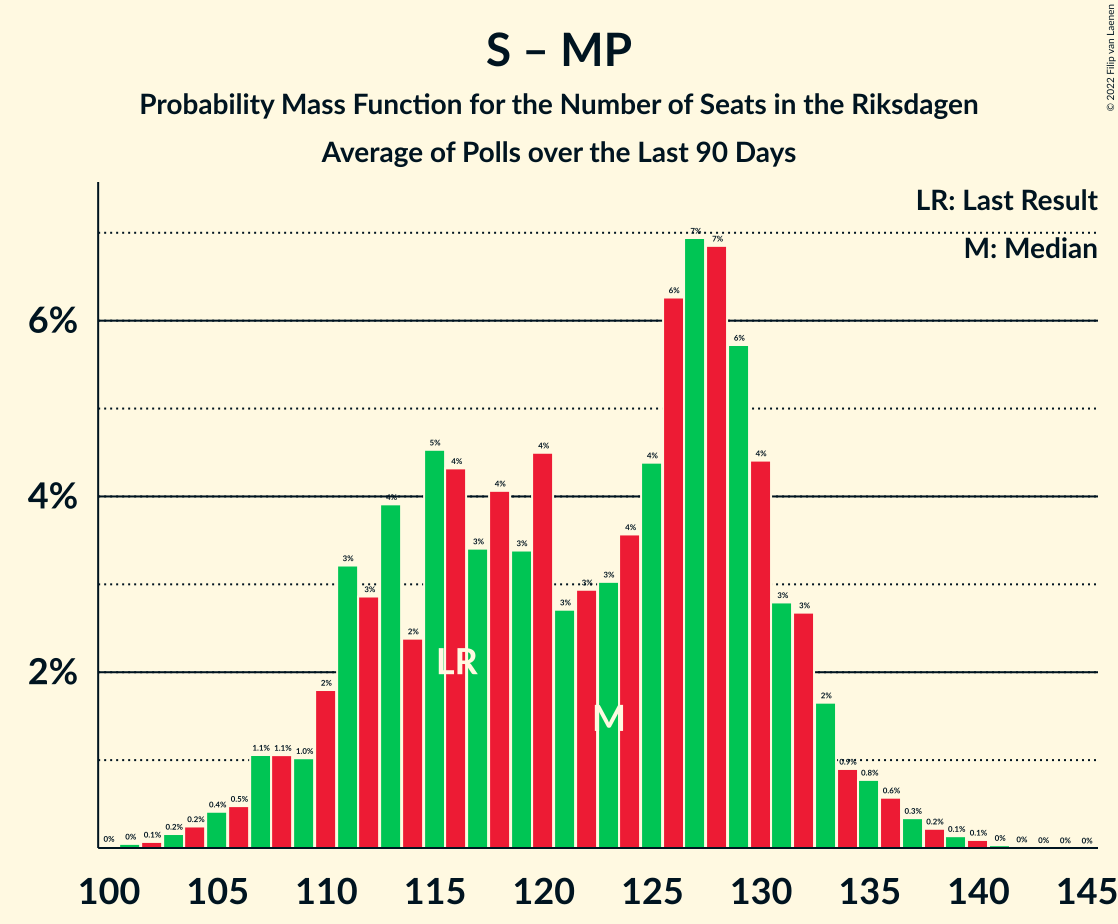 S – MP
Probability Mass Function for the Number of Seats in the Riksdagen
Average of Polls over the Last 90 Days
© 2022 Filip van Laenen
LR: Last Result
M: Median
6%
4%
2%
0% 0% 0.1% 0.2% 0.2% 0.4% 0.5% 1.1% 1.1% 1.0% 2% 3% 3% 4% 2% 5% 4% 3% 4% 3% 4% 3% 3% 3% 4% 4% 6% 7% 7% 6% 4% 3% 3% 2% 0.9% 0.8% 0.6% 0.3% 0.2% 0.1% 0.1% 0% 0% 0% 0% 0%
LR
M
100 105 110 115 120 125 130 135 140 145